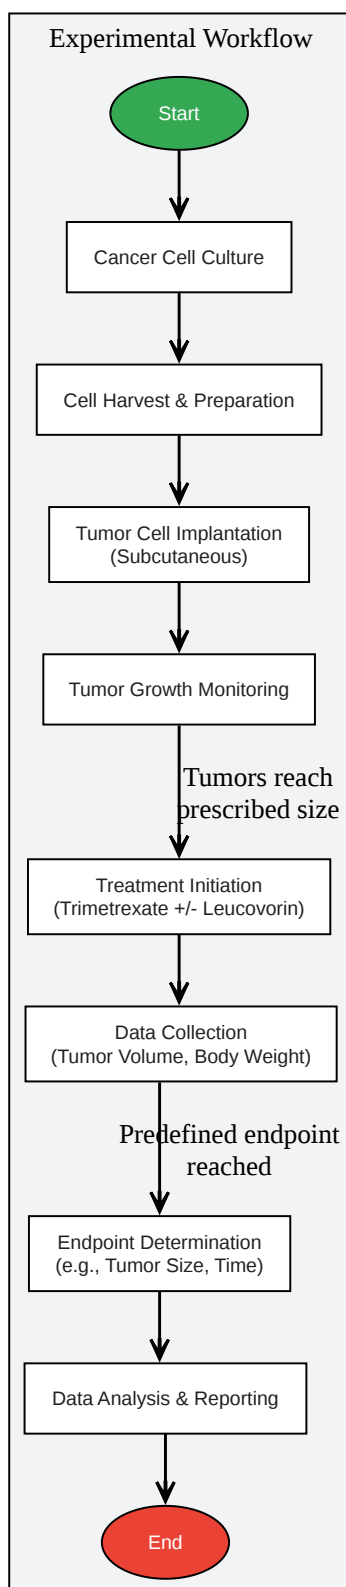 Experimental Workflow
Start
Cancer Cell Culture
Cell Harvest & Preparation
Tumor Cell Implantation
(Subcutaneous)
Tumor Growth Monitoring
Tumors reach
prescribed size
Treatment Initiation
(Trimetrexate +/- Leucovorin)
Data Collection
(Tumor Volume, Body Weight)
Predefined endpoint
reached
Endpoint Determination
(e.g., Tumor Size, Time)
Data Analysis & Reporting
End